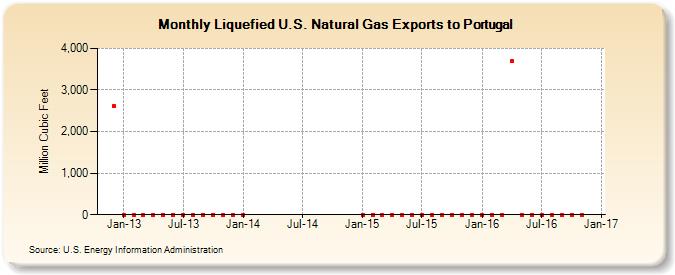 Monthly Liquefied U.S. Natural Gas Exports to Portugal
Million Cubic Feet
4,000
3,000
2,000
1,000
0
Jan-13 Jul-13 Jan-14 Jul-14 Jan-15 Jul-15 Jan-16 Jul-16 Jan-17
Source: U.S. Energy Information Administration